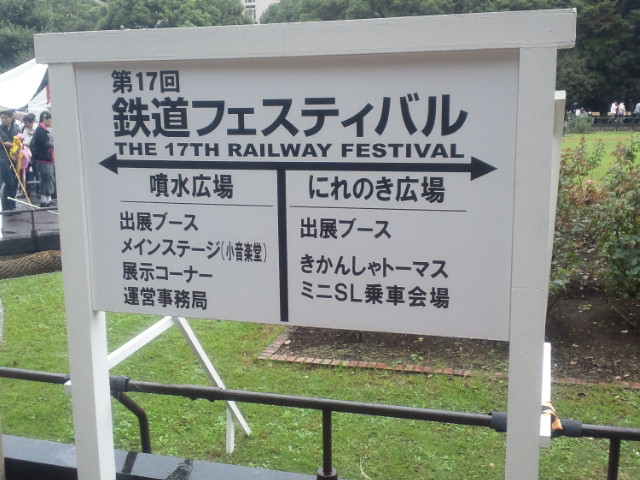 第17回
鉄道フェスティバル
THE 17TH RAILWAY FESTIVAL
噴水広場
出展ブース
メインステージ(小音楽堂)
展示コーナー
運営事務局
にれのき広場
出展ブース
きかんしゃトーマス
ミニSL乗車会場